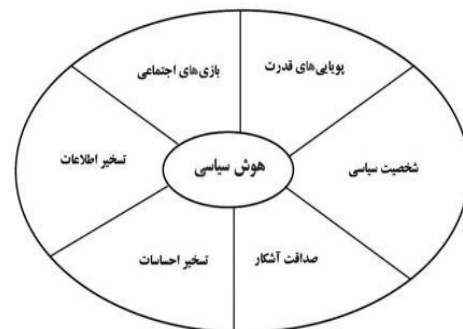 پویایی‌های قدرت
بازی‌های اجتماعی
شخصیت سیاسی
هوش سیاسی
تسخیر اطلاعات
صداقت آشکار
تسخیر احساسات